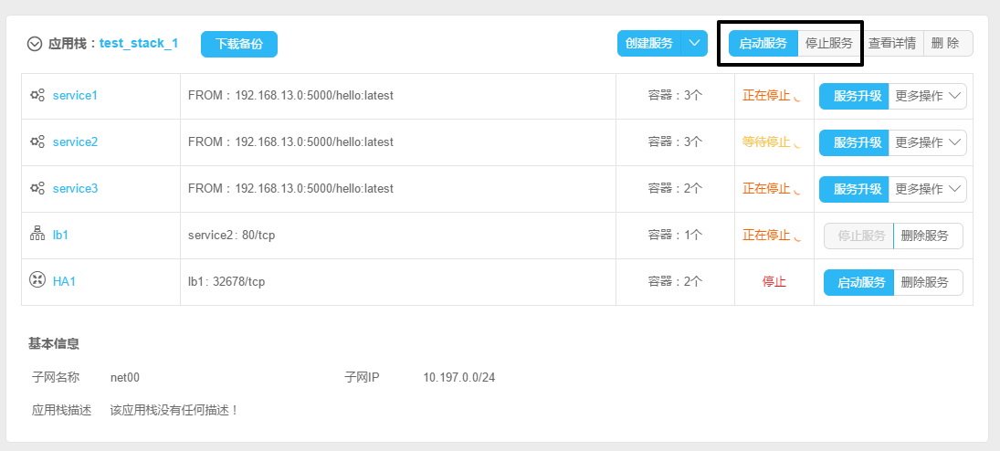 应用栈：test_stack_1 下载备份 创建服务 启动服务 停止服务 查看详情 删 除
service1 FROM：192.168.13.0:5000/hello:latest 容器：3个 正在停止 服务升级 更多操作
service2 FROM：192.168.13.0:5000/hello:latest 容器：3个 等待停止 服务升级 更多操作
service3 FROM：192.168.13.0:5000/hello:latest 容器：2个 正在停止 服务升级 更多操作
lb1 service2: 80/tcp 容器：1个 正在停止 停止服务 删除服务
HA1 lb1: 32678/tcp 容器：2个 停止 启动服务 删除服务
基本信息
子网名称 net00 子网IP 10.197.0.0/24
应用栈描述 该应用栈没有任何描述！